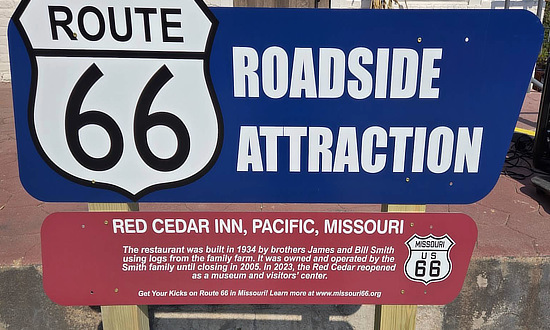 ROUTE
66
ROADSIDE
ATTRACTION
RED CEDAR INN, PACIFIC, MISSOURI
The restaurant was built in 1934 by brothers James and Bill Smith
using logs from the family farm. It was owned and operated by the
Smith family until closing in 2005. In 2023, the Red Cedar reopened
as a museum and visitors' center.
Get Your Kicks on Route 66 in Missouri! Learn more at www.missouri66.org
MISSOURI
US
66